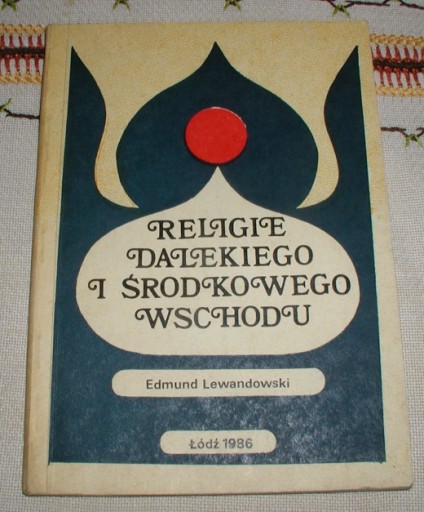 RELIGIE
DALEKIEGO
I ŚRODKOWEGO
WSCHODU
Edmund Lewandowski
Łódź 1986